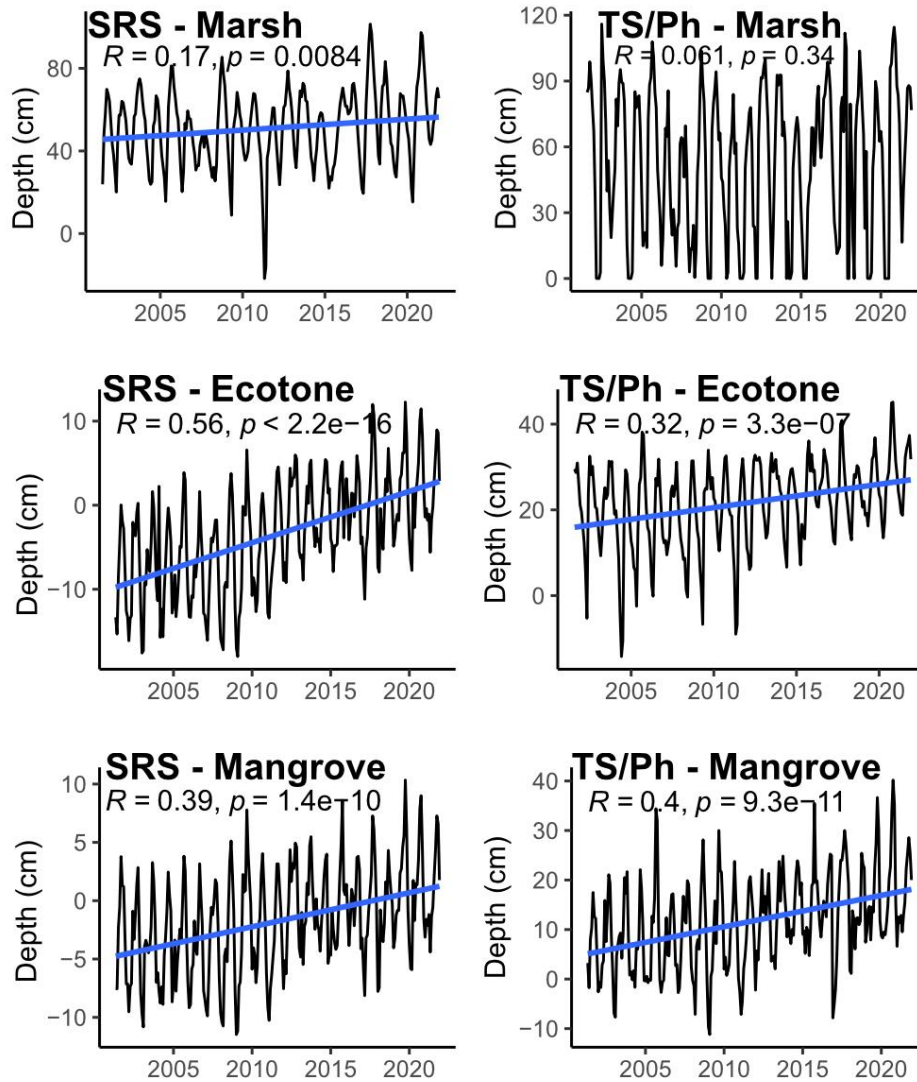 SRS - Marsh
R = 0.17, p = 0.0084
Depth (cm)
80
40
0
2005 2010 2015 2020
TS/Ph - Marsh
R = 0.061, p = 0.34
Depth (cm)
120
90
60
30
0
2005 2010 2015 2020
SRS - Ecotone
R = 0.56, p < 2.2e−16
Depth (cm)
10
0
−10
2005 2010 2015 2020
TS/Ph - Ecotone
R = 0.32, p = 3.3e−07
Depth (cm)
40
20
0
2005 2010 2015 2020
SRS - Mangrove
R = 0.39, p = 1.4e−10
Depth (cm)
10
5
0
−5
−10
2005 2010 2015 2020
TS/Ph - Mangrove
R = 0.4, p = 9.3e−11
Depth (cm)
40
30
20
10
0
−10
2005 2010 2015 2020